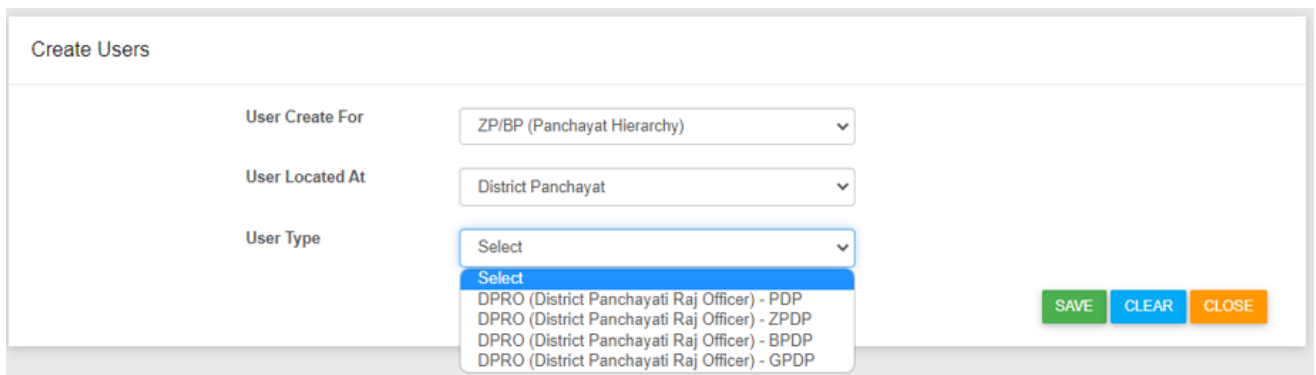 Create Users
User Create For
ZP/BP (Panchayat Hierarchy)
User Located At
District Panchayat
User Type
Select
Select
DPRO (District Panchayati Raj Officer) - PDP
DPRO (District Panchayati Raj Officer) - ZPDP
DPRO (District Panchayati Raj Officer) - BPDP
DPRO (District Panchayati Raj Officer) - GPDP
SAVE CLEAR CLOSE